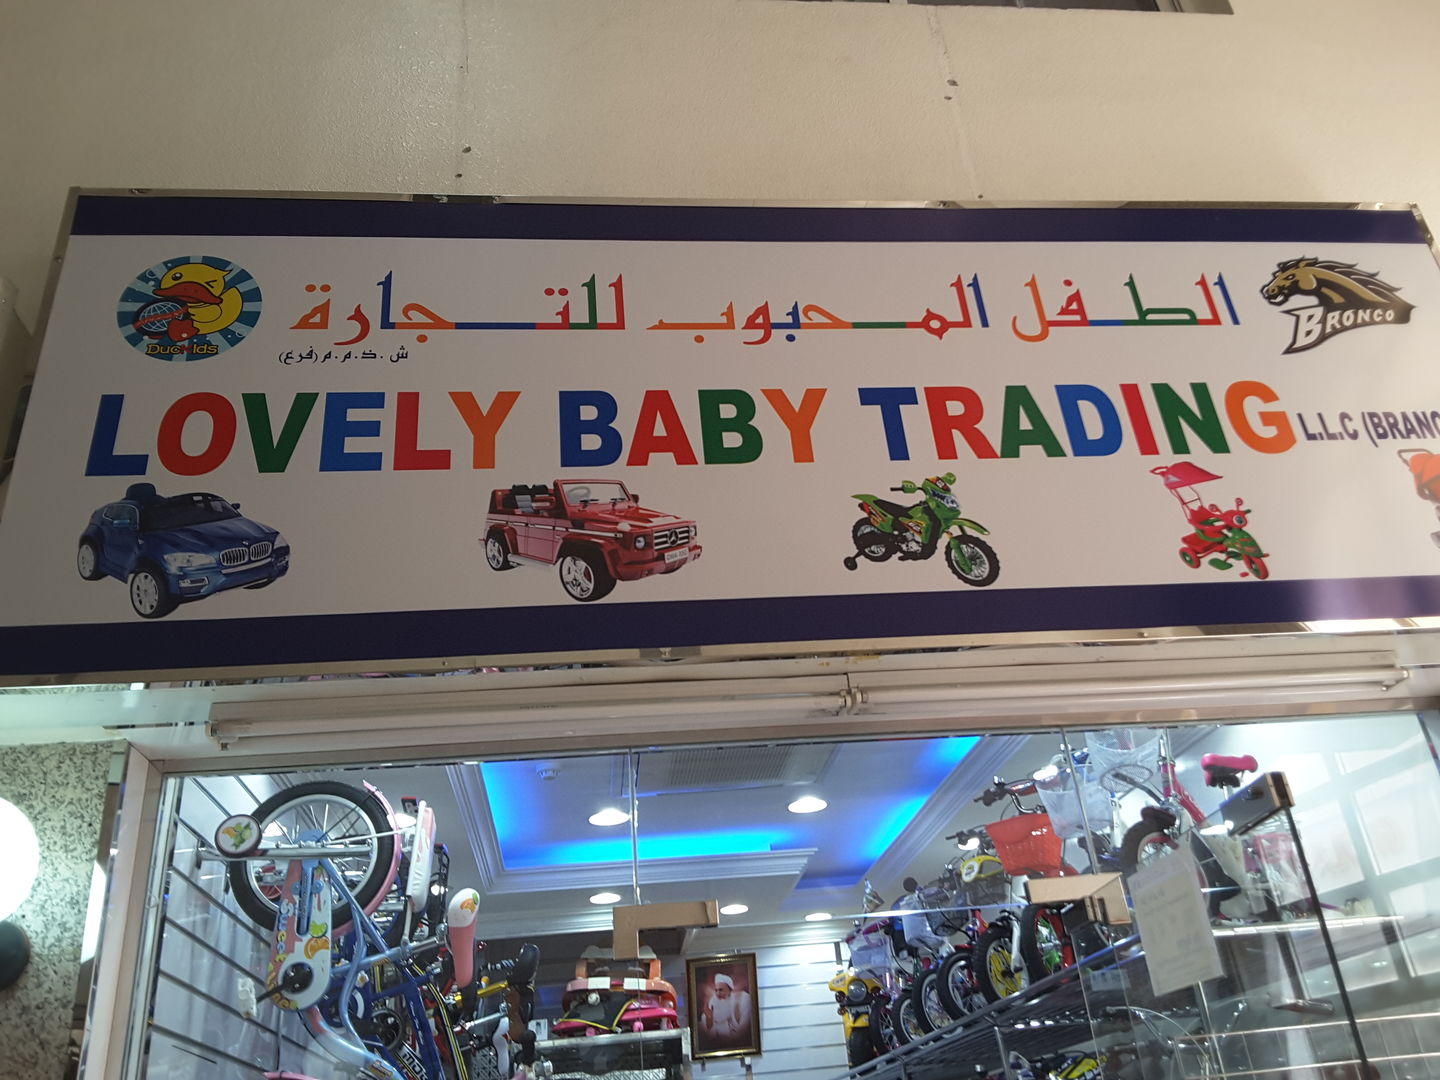 الطفل المحبوب للتجارة
ش.ذ.م.م(فرع)
DucKids
BRONCO
LOVELY BABY TRADING L.L.C (BRANC